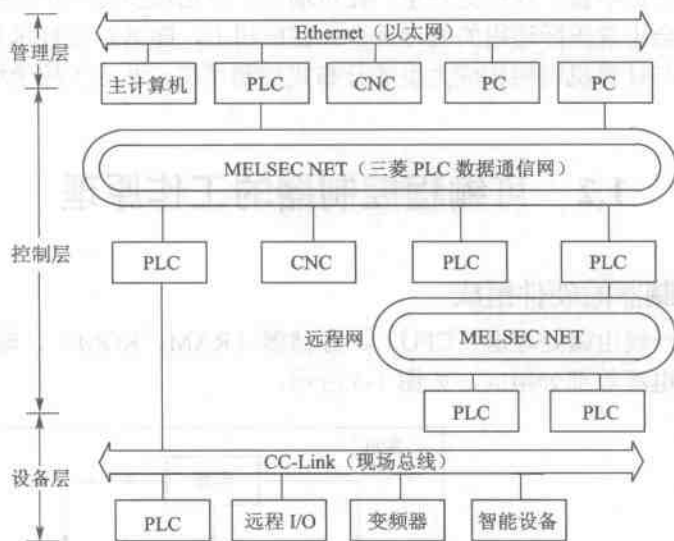 Ethernet（以太网）
管理层
主计算机
PLC
CNC
PC
PC
MELSEC NET（三菱 PLC 数据通信网）
控制层
PLC
CNC
PLC
PLC
远程网
MELSEC NET
PLC
PLC
CC-Link（现场总线）
设备层
PLC
远程 I/O
变频器
智能设备